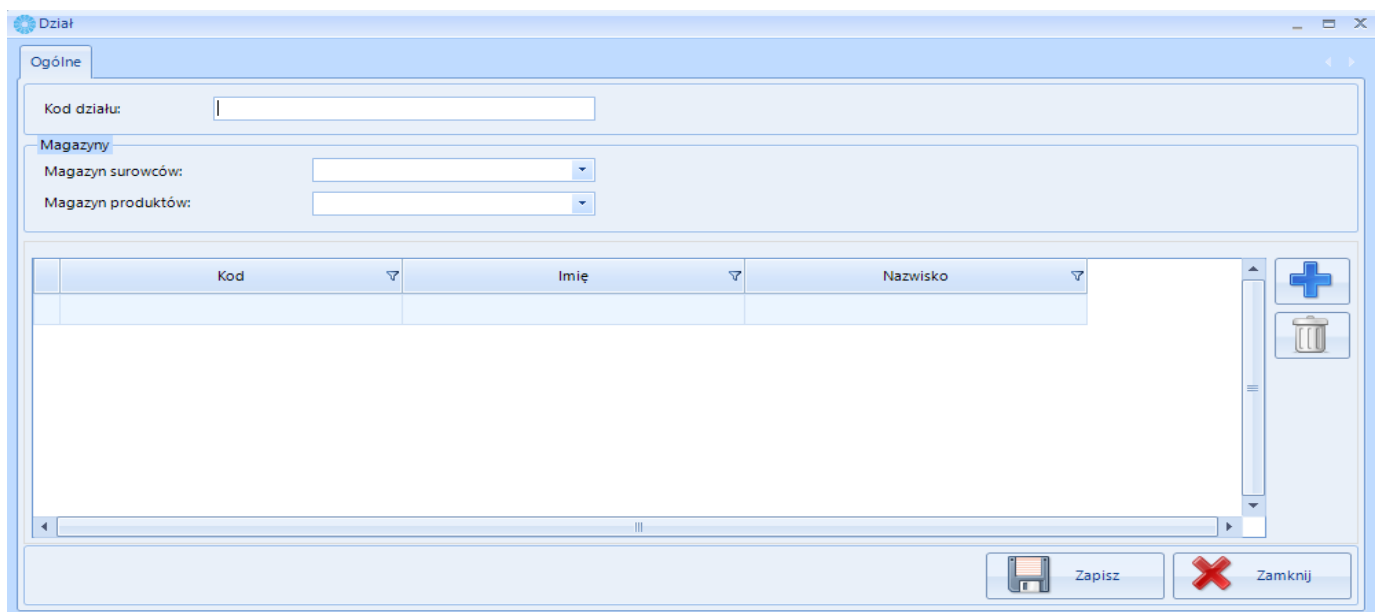 Dział
Ogólne
Kod działu:
Magazyny
Magazyn surowców:
Magazyn produktów:
Kod Imię Nazwisko
Zapisz Zamknij